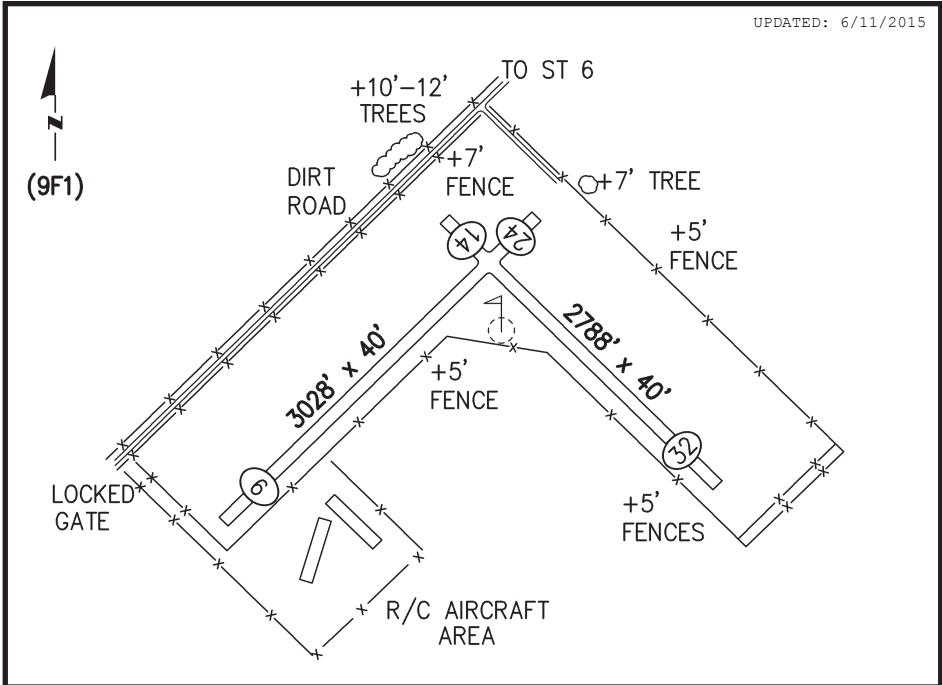 UPDATED: 6/11/2015
TO ST 6
+10'-12'
TREES
N
(9F1)
+7'
FENCE
DIRT
ROAD
+7' TREE
+5'
FENCE
14
24
3028' x 40'
2788' x 40'
+5'
FENCE
6
32
LOCKED
GATE
+5'
FENCES
R/C AIRCRAFT
AREA